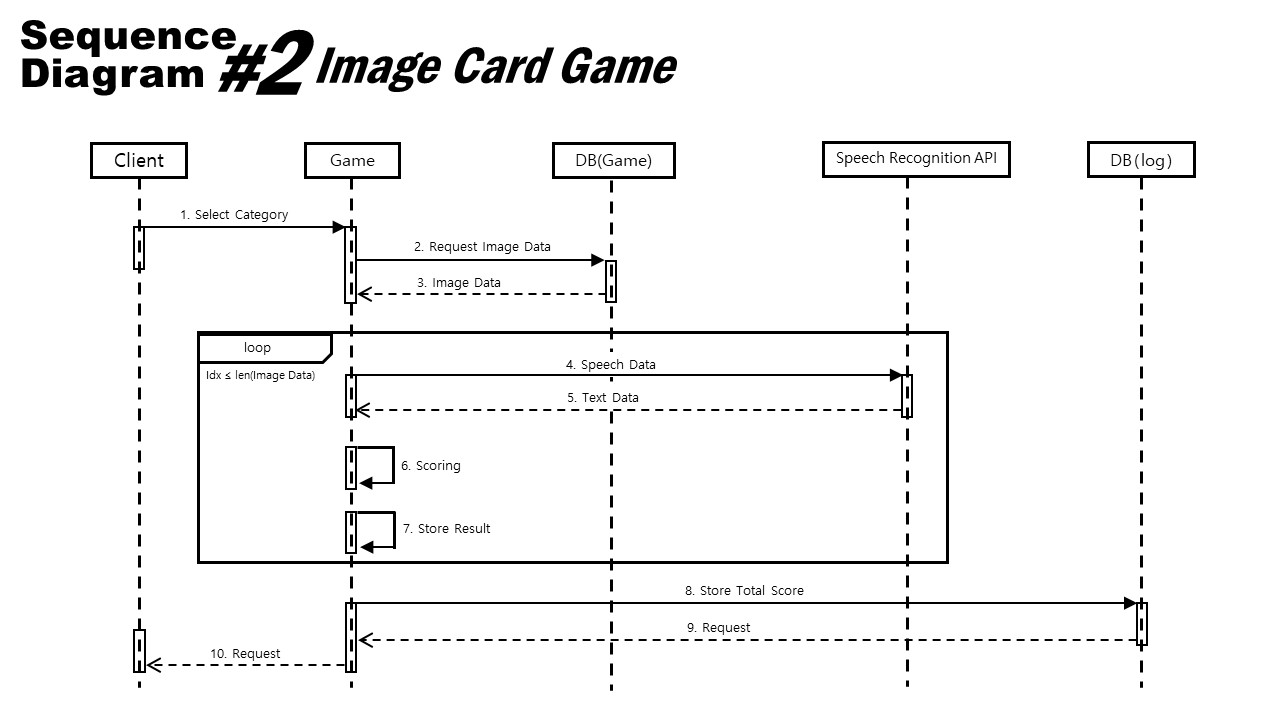 Sequence
Diagram #2 Image Card Game
Client
Game
DB(Game)
Speech Recognition API
DB(log)
1. Select Category
2. Request Image Data
3. Image Data
loop
Idx ≤ len(Image Data)
4. Speech Data
5. Text Data
6. Scoring
7. Store Result
8. Store Total Score
9. Request
10. Request